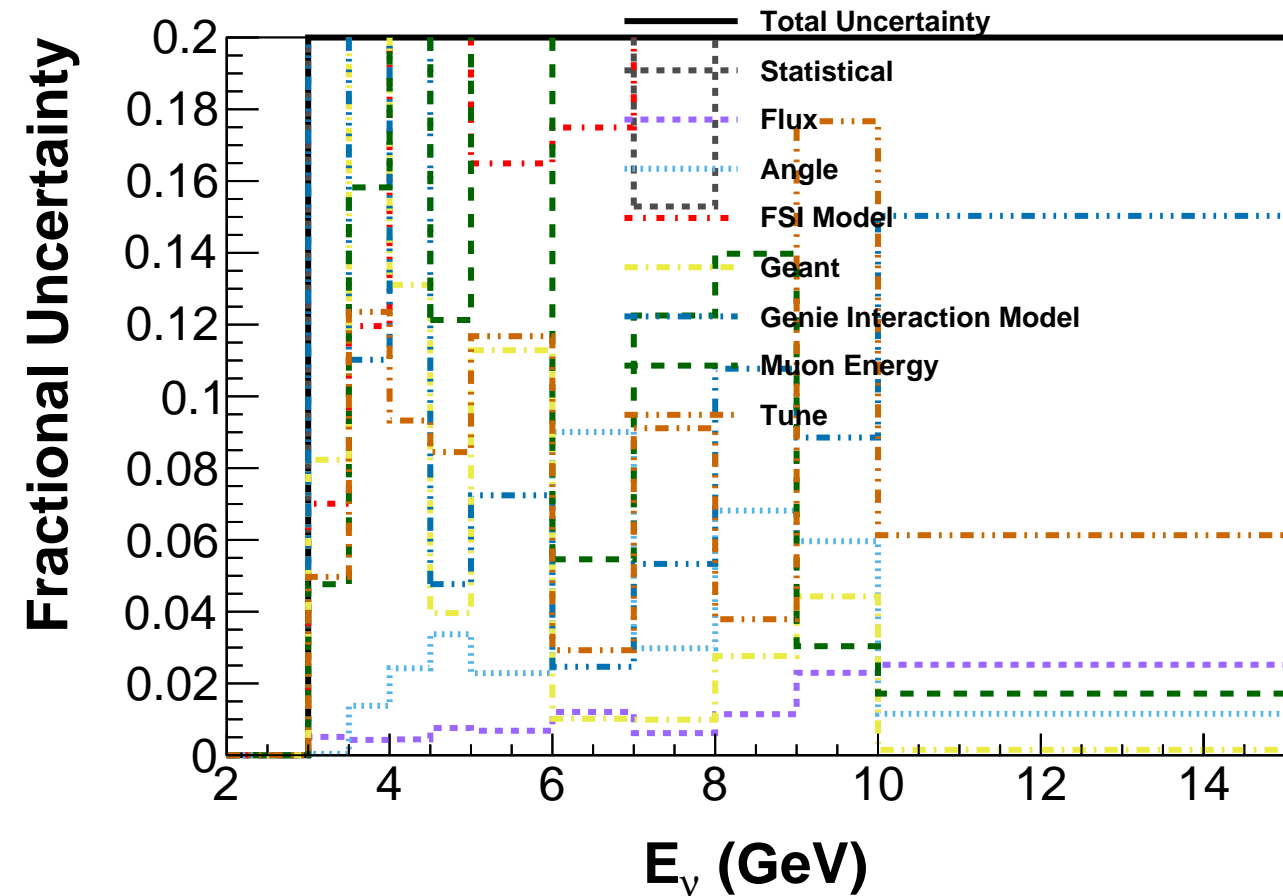 Fractional Uncertainty
0.2
0.18
0.16
0.14
0.12
0.1
0.08
0.06
0.04
0.02
0
Total Uncertainty
Statistical
Flux
Angle
FSI Model
Geant
Genie Interaction Model
Muon Energy
Tune
2 4 6 8 10 12 14
E_ν (GeV)